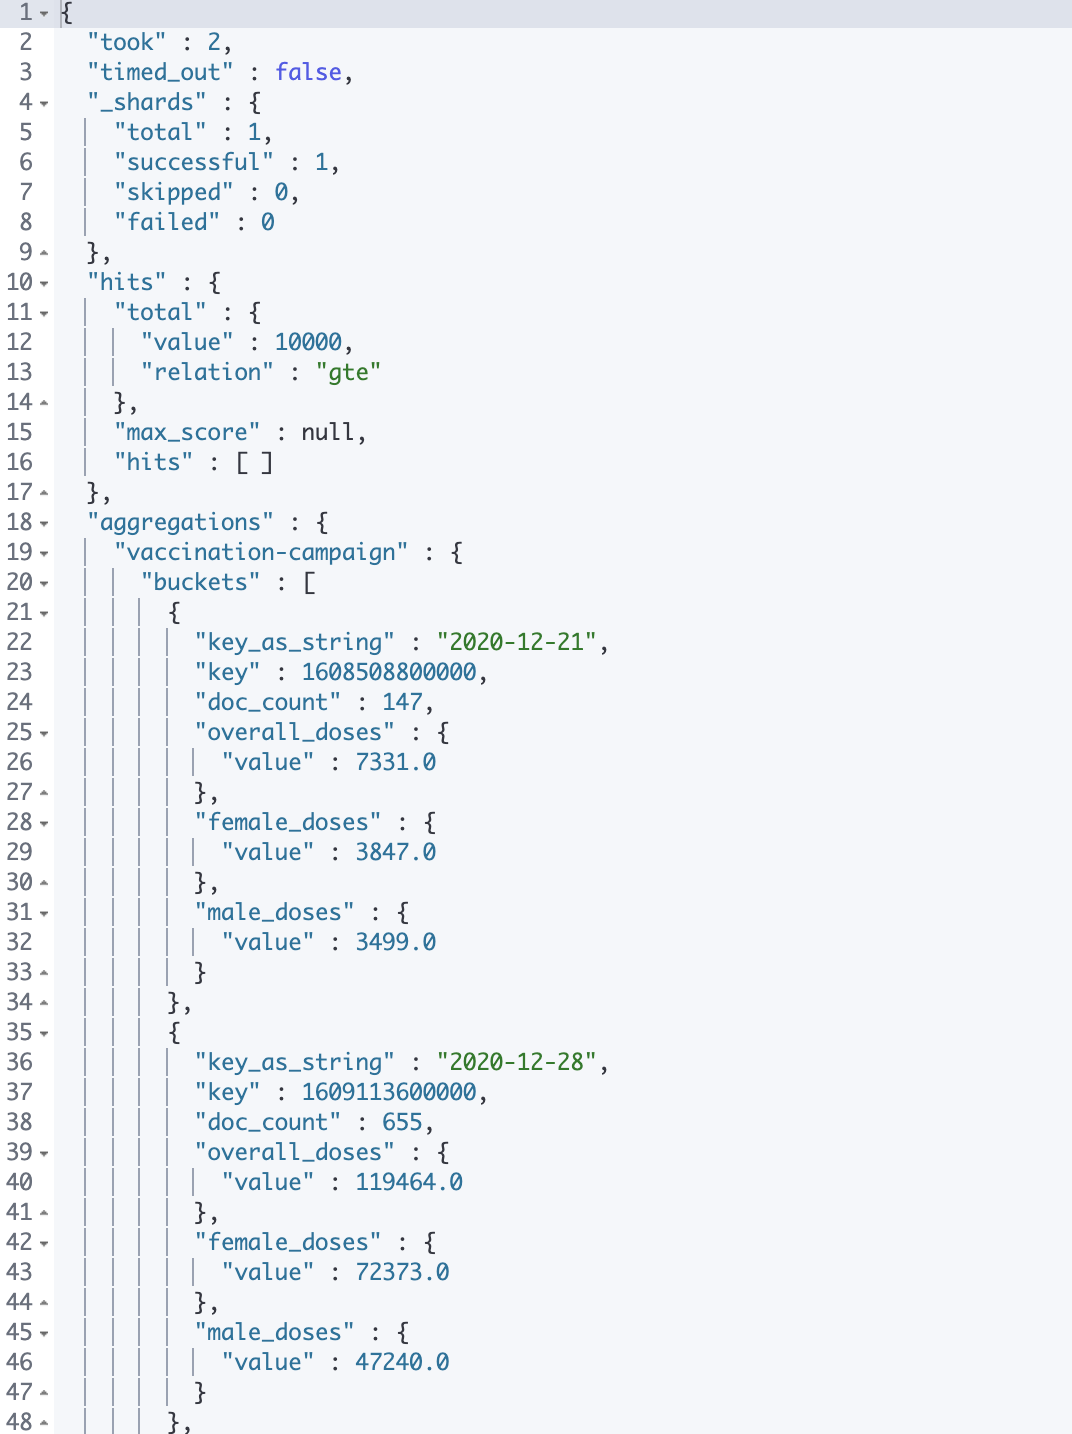 1 {
2 "took" : 2,
3 "timed_out" : false,
4 "_shards" : {
5 "total" : 1,
6 "successful" : 1,
7 "skipped" : 0,
8 "failed" : 0
9 },
10 "hits" : {
11 "total" : {
12 "value" : 10000,
13 "relation" : "gte"
14 },
15 "max_score" : null,
16 "hits" : [ ]
17 },
18 "aggregations" : {
19 "vaccination-campaign" : {
20 "buckets" : [
21 {
22 "key_as_string" : "2020-12-21",
23 "key" : 1608508800000,
24 "doc_count" : 147,
25 "overall_doses" : {
26 "value" : 7331.0
27 },
28 "female_doses" : {
29 "value" : 3847.0
30 },
31 "male_doses" : {
32 "value" : 3499.0
33 }
34 },
35 {
36 "key_as_string" : "2020-12-28",
37 "key" : 1609113600000,
38 "doc_count" : 655,
39 "overall_doses" : {
40 "value" : 119464.0
41 },
42 "female_doses" : {
43 "value" : 72373.0
44 },
45 "male_doses" : {
46 "value" : 47240.0
47 }
48 },